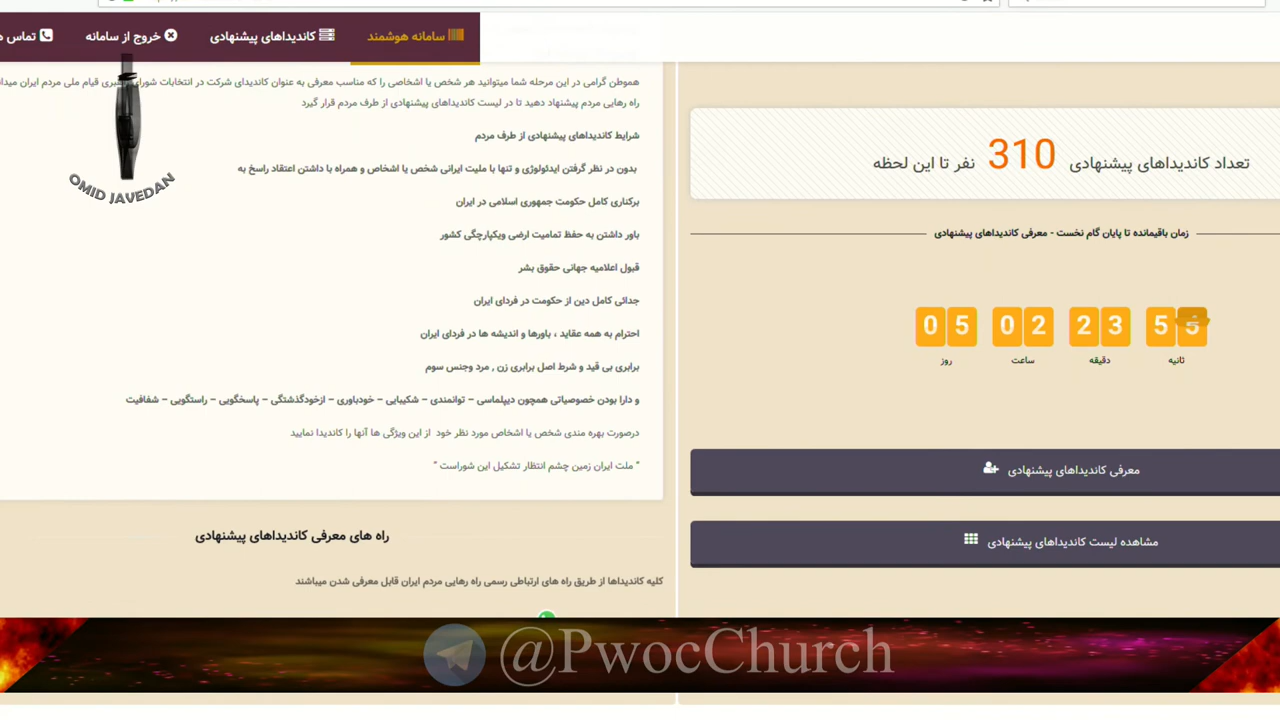 سامانه هوشمند
کاندیداهای پیشنهادی
خروج از سامانه
تماس
هموطن گرامی در این مرحله شما میتوانید هر شخص یا اشخاصی را که مناسب معرفی به عنوان کاندیدای شرکت در انتخابات شورای رهبری قیام ملی مردم ایران میدانید
راه رهایی مردم پیشنهاد دهید تا در لیست کاندیداهای پیشنهادی از طرف مردم قرار گیرد
شرایط کاندیداهای پیشنهادی از طرف مردم
بدون در نظر گرفتن ایدئولوژی و تنها با ملیت ایرانی شخص یا اشخاص و همراه با داشتن اعتقاد راسخ به
برکناری کامل حکومت جمهوری اسلامی در ایران
باور داشتن به حفظ تمامیت ارضی ویکپارچگی کشور
قبول اعلامیه جهانی حقوق بشر
جدائی کامل دین از حکومت در فردای ایران
احترام به همه عقاید ، باورها و اندیشه ها در فردای ایران
برابری بی قید و شرط اصل برابری زن , مرد وجنس سوم
و دارا بودن خصوصیاتی همچون دیپلماسی – توانمندی – شکیبایی – خودباوری – ازخودگذشتگی – پاسخگویی – راستگویی – شفافیت
درصورت بهره مندی شخص یا اشخاص مورد نظر خود از این ویژگی ها آنها را کاندیدا نمایید
" ملت ایران زمین چشم انتظار تشکیل این شوراست "
راه های معرفی کاندیداهای پیشنهادی
کلیه کاندیداها از طریق راه های ارتباطی رسمی راه رهایی مردم ایران قابل معرفی شدن میباشند
تعداد کاندیداهای پیشنهادی 310 نفر تا این لحظه
زمان باقیمانده تا پایان گام نخست - معرفی کاندیداهای پیشنهادی
05 02 23 55
روز ساعت دقیقه ثانیه
معرفی کاندیداهای پیشنهادی
مشاهده لیست کاندیداهای پیشنهادی
OMID JAVEDAN
@PwocChurch